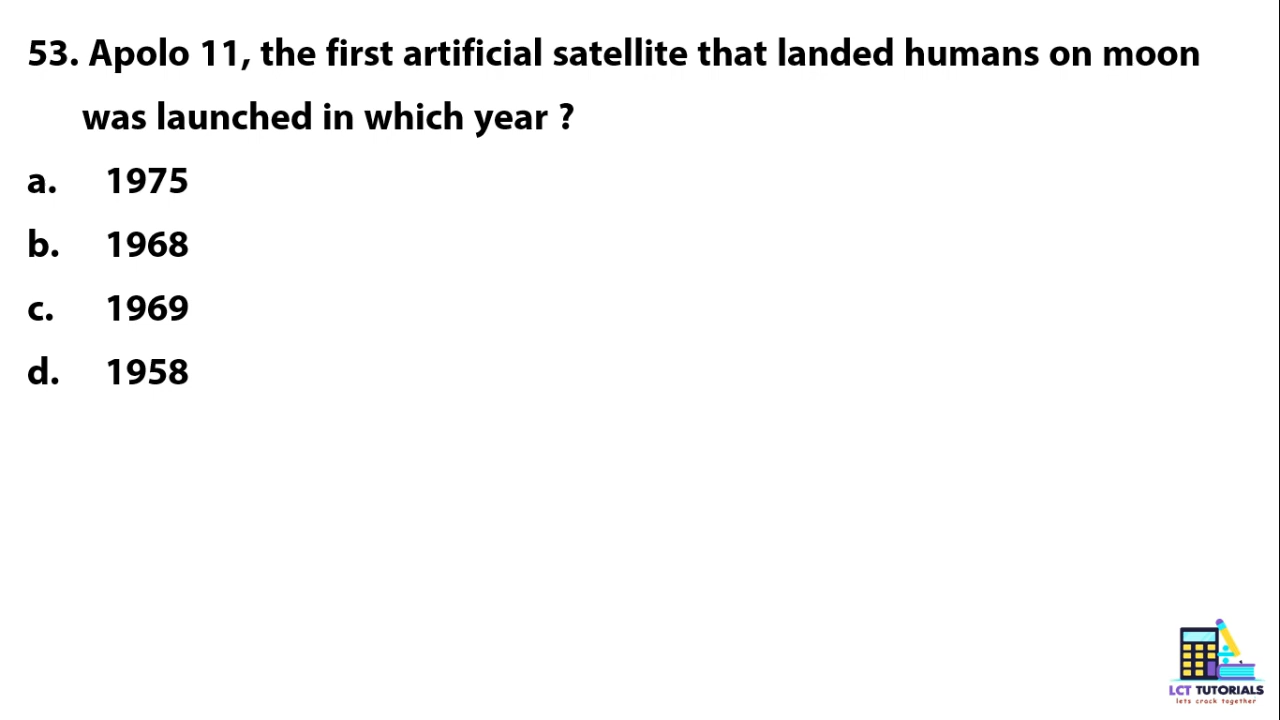 53. Apolo 11, the first artificial satellite that landed humans on moon
was launched in which year ?
a. 1975
b. 1968
c. 1969
d. 1958
LCT TUTORIALS
lets crack together